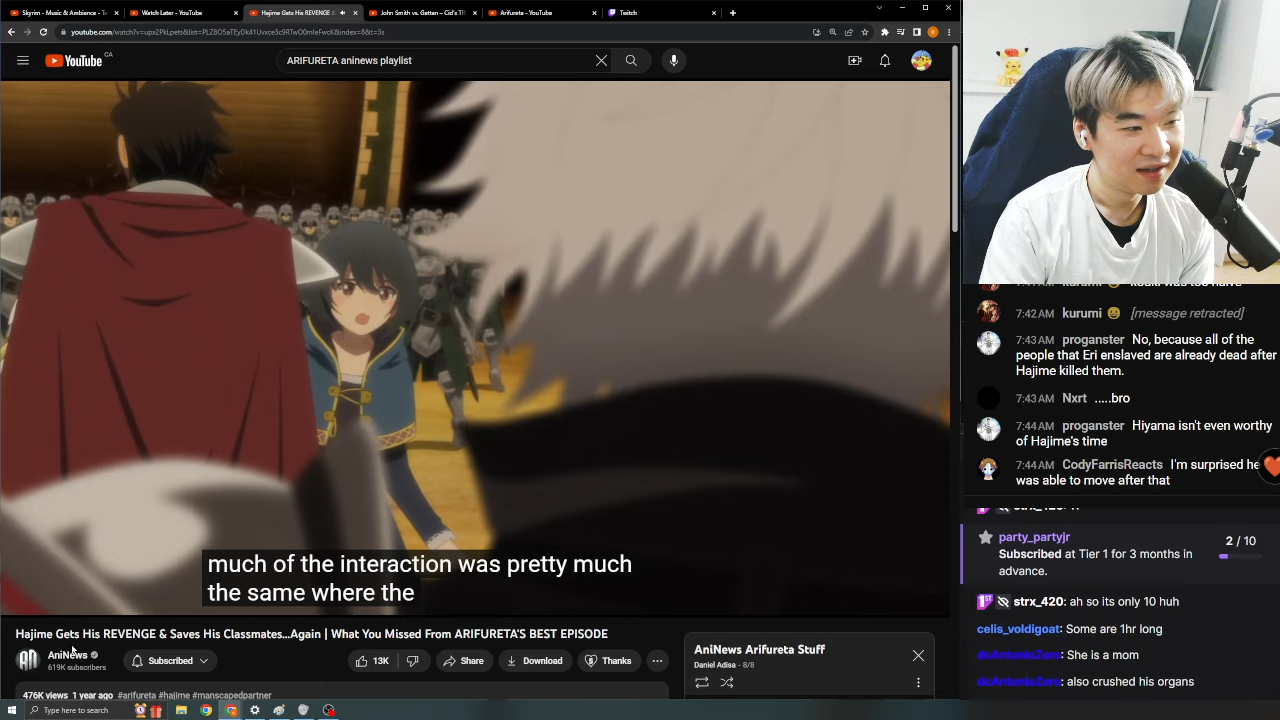 Skyrim - Music & Ambience - Te
Watch Later - YouTube
Hajime Gets His REVENGE &
John Smith vs. Gettan – Cid's T
Arifureta - YouTube
Twitch
youtube.com/watch?v=upx2PkLpets&list=PLZ8O5aTEyDk41Uvxce3c9RTwO0mIeFwcK&index=8&t=3s
YouTube CA
ARIFURETA aninews playlist
much of the interaction was pretty much
the same where the
Hajime Gets His REVENGE & Saves His Classmates...Again | What You Missed From ARIFURETA'S BEST EPISODE
AniNews
619K subscribers
Subscribed
13K
Share
Download
Thanks
476K views 1 year ago #arifureta #hajime #manscapedpartner
AniNews Arifureta Stuff
Daniel Adisa - 8/8
Type here to search
7:42 AM kurumi [message retracted]
7:43 AM proganster No, because all of the
people that Eri enslaved are already dead after
Hajime killed them.
7:43 AM Nxrt .....bro
7:44 AM proganster Hiyama isn't even worthy
of Hajime's time
7:44 AM CodyFarrisReacts I'm surprised he
was able to move after that
party_partyjr
2 / 10
Subscribed at Tier 1 for 3 months in
advance.
1ST strx_420: ah so its only 10 huh
celis_voldigoat: Some are 1hr long
dcAntonioZero: She is a mom
dcAntonioZero: also crushed his organs